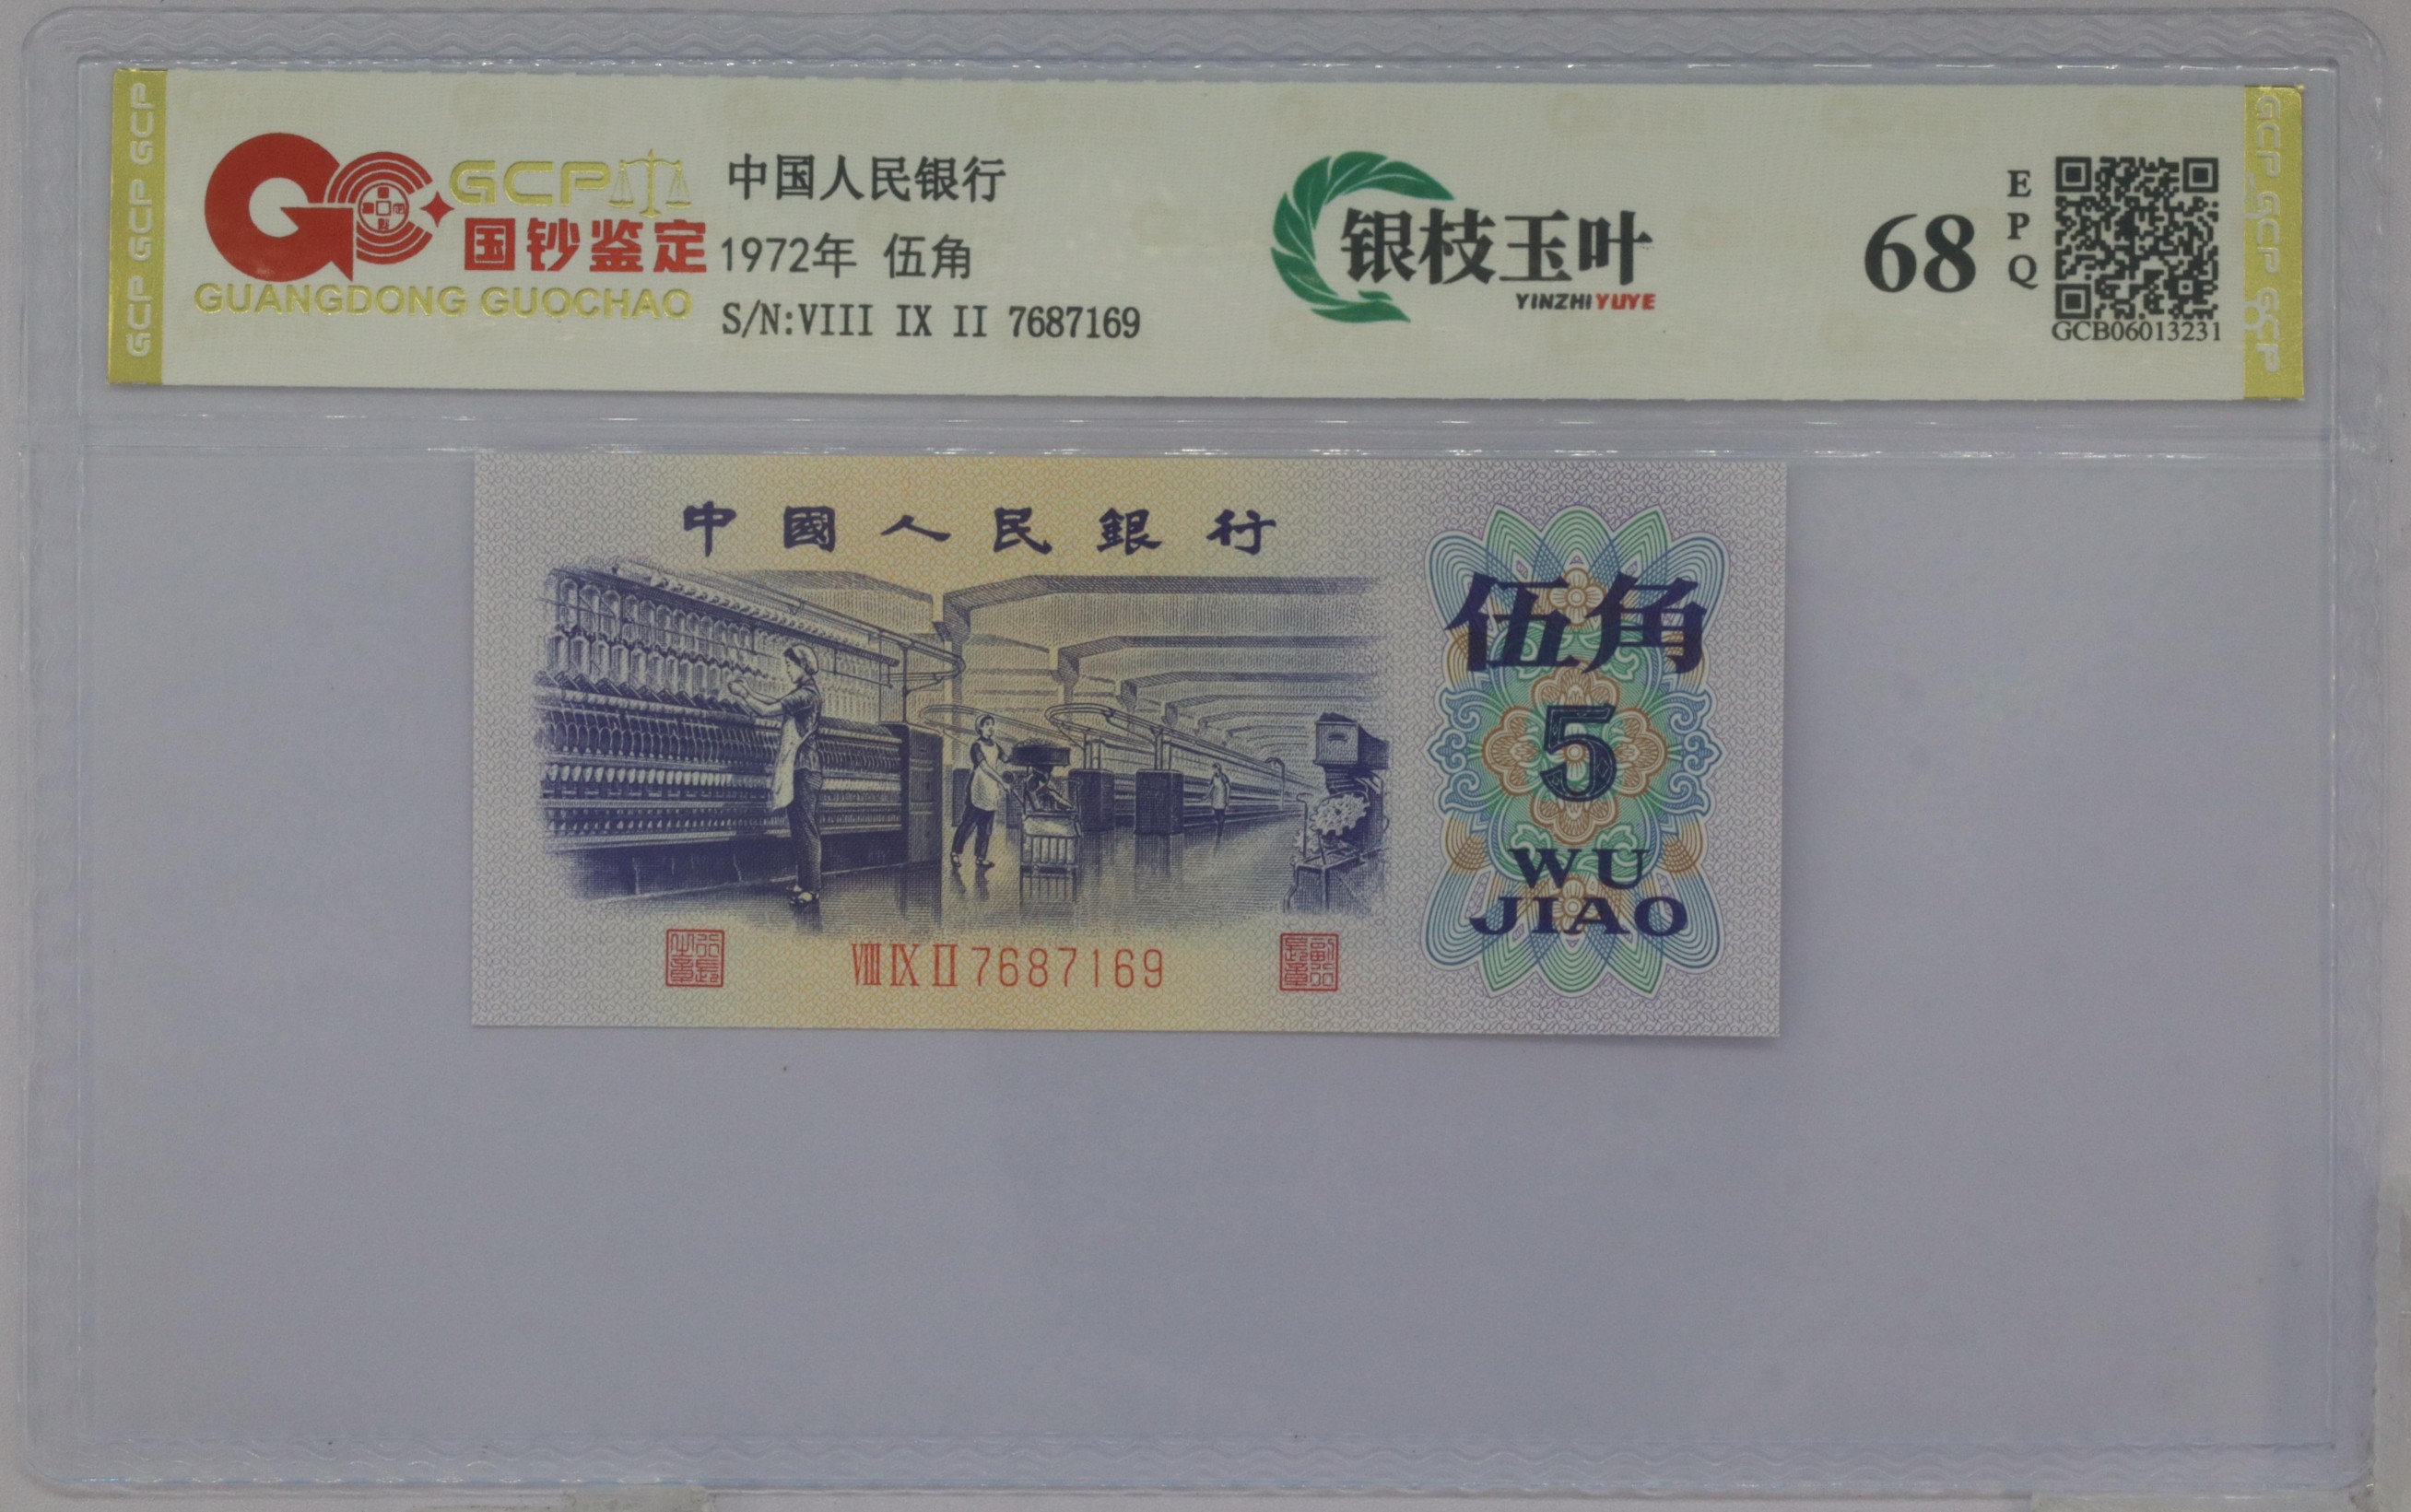 GCP GCP GCP
GCP
国钞鉴定
GUANGDONG GUOCHAO
中国人民银行
1972年 伍角
S/N:VIII IX II 7687169
银枝玉叶
YINZHIYUYE
68
EPQ
GCB06013231
GCP GCP GCP
中國人民銀行
伍角
5
WU
JIAO
VIII IX II 7687169